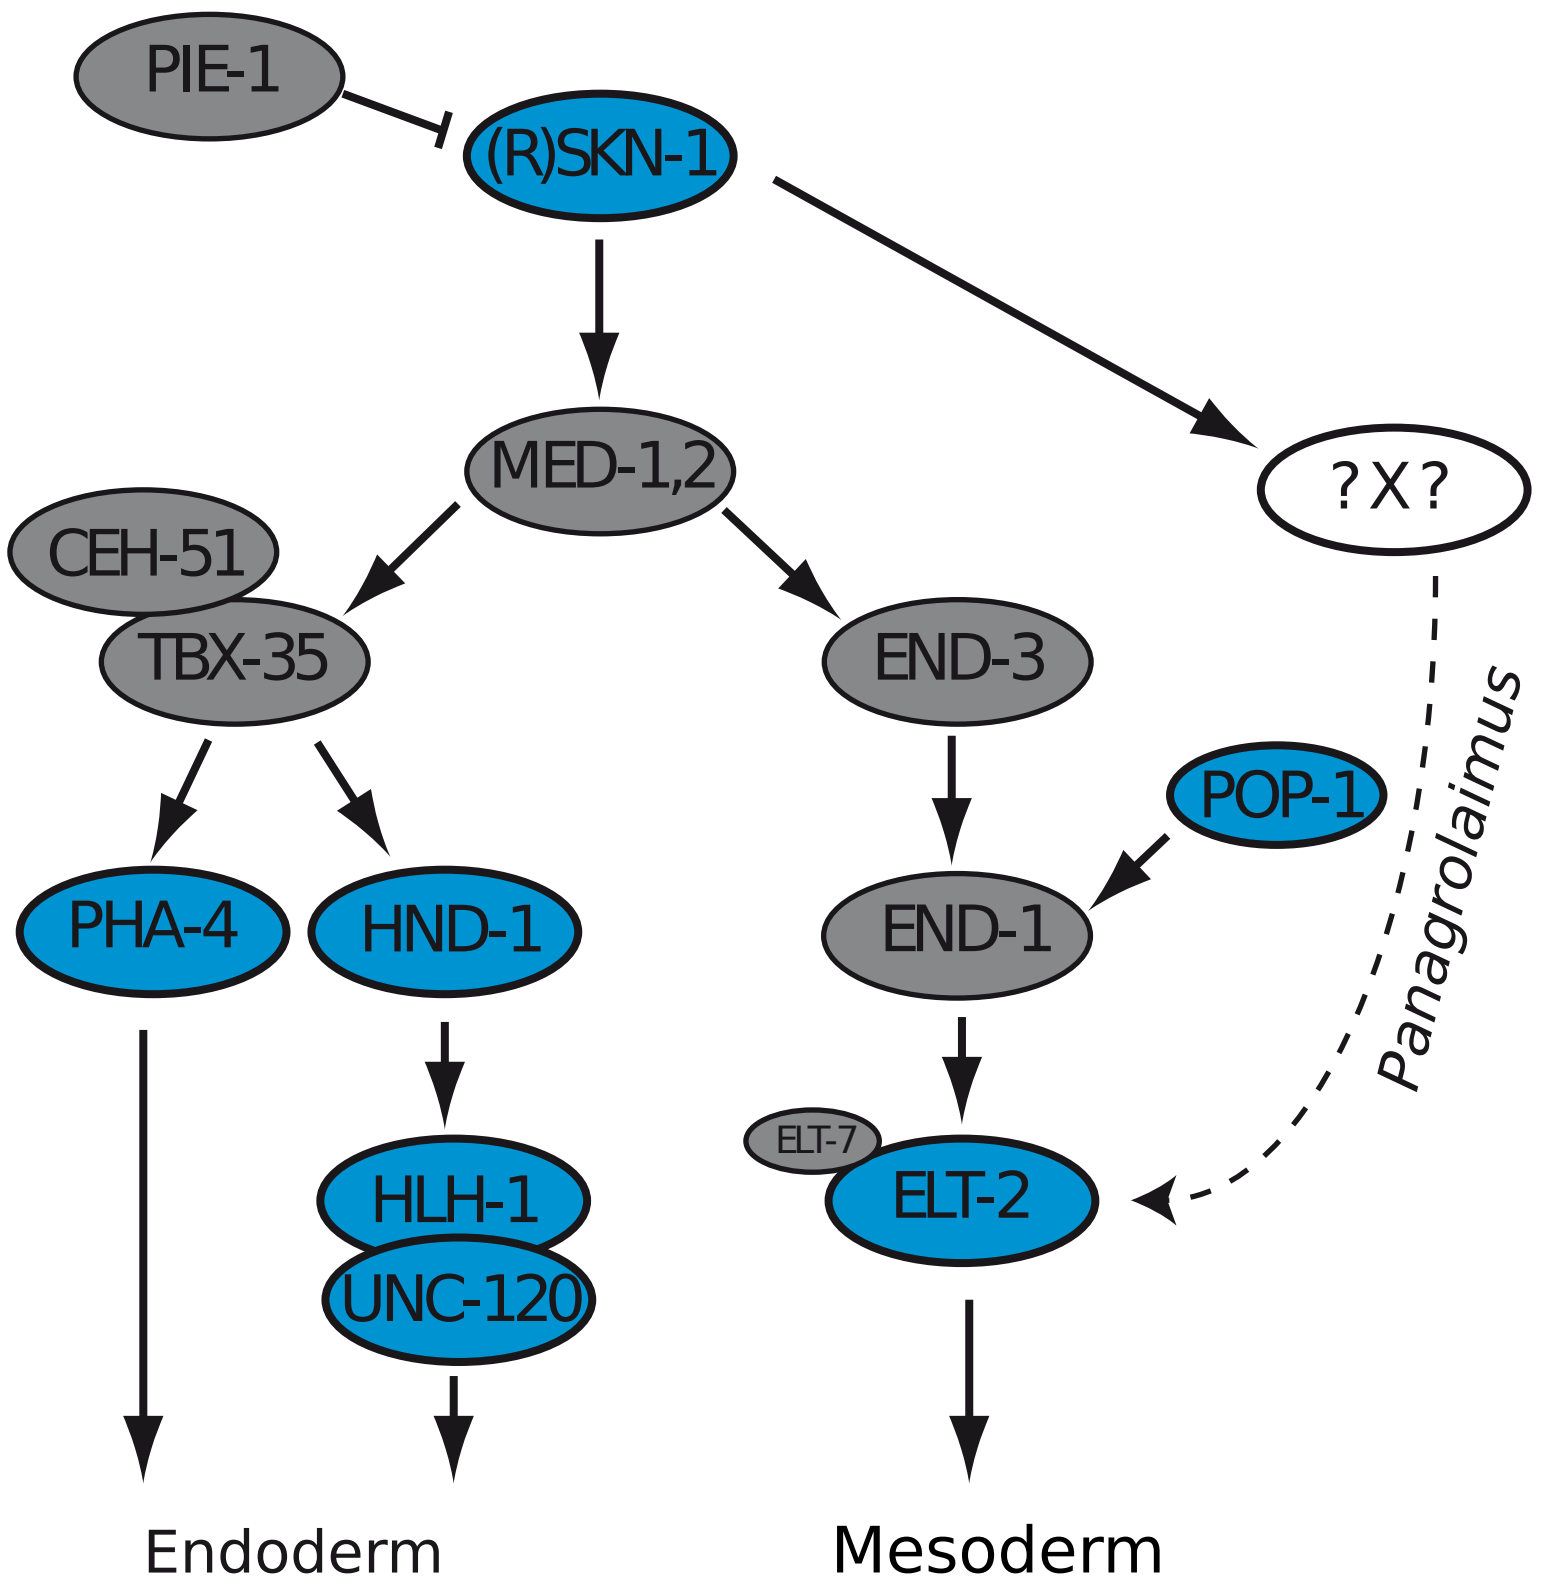 PIE-1
(R)SKN-1
MED-1,2
?X?
CEH-51
TBX-35
END-3
POP-1
Panagrolaimus
PHA-4
HND-1
END-1
ELT-7
ELT-2
HLH-1
UNC-120
Endoderm
Mesoderm